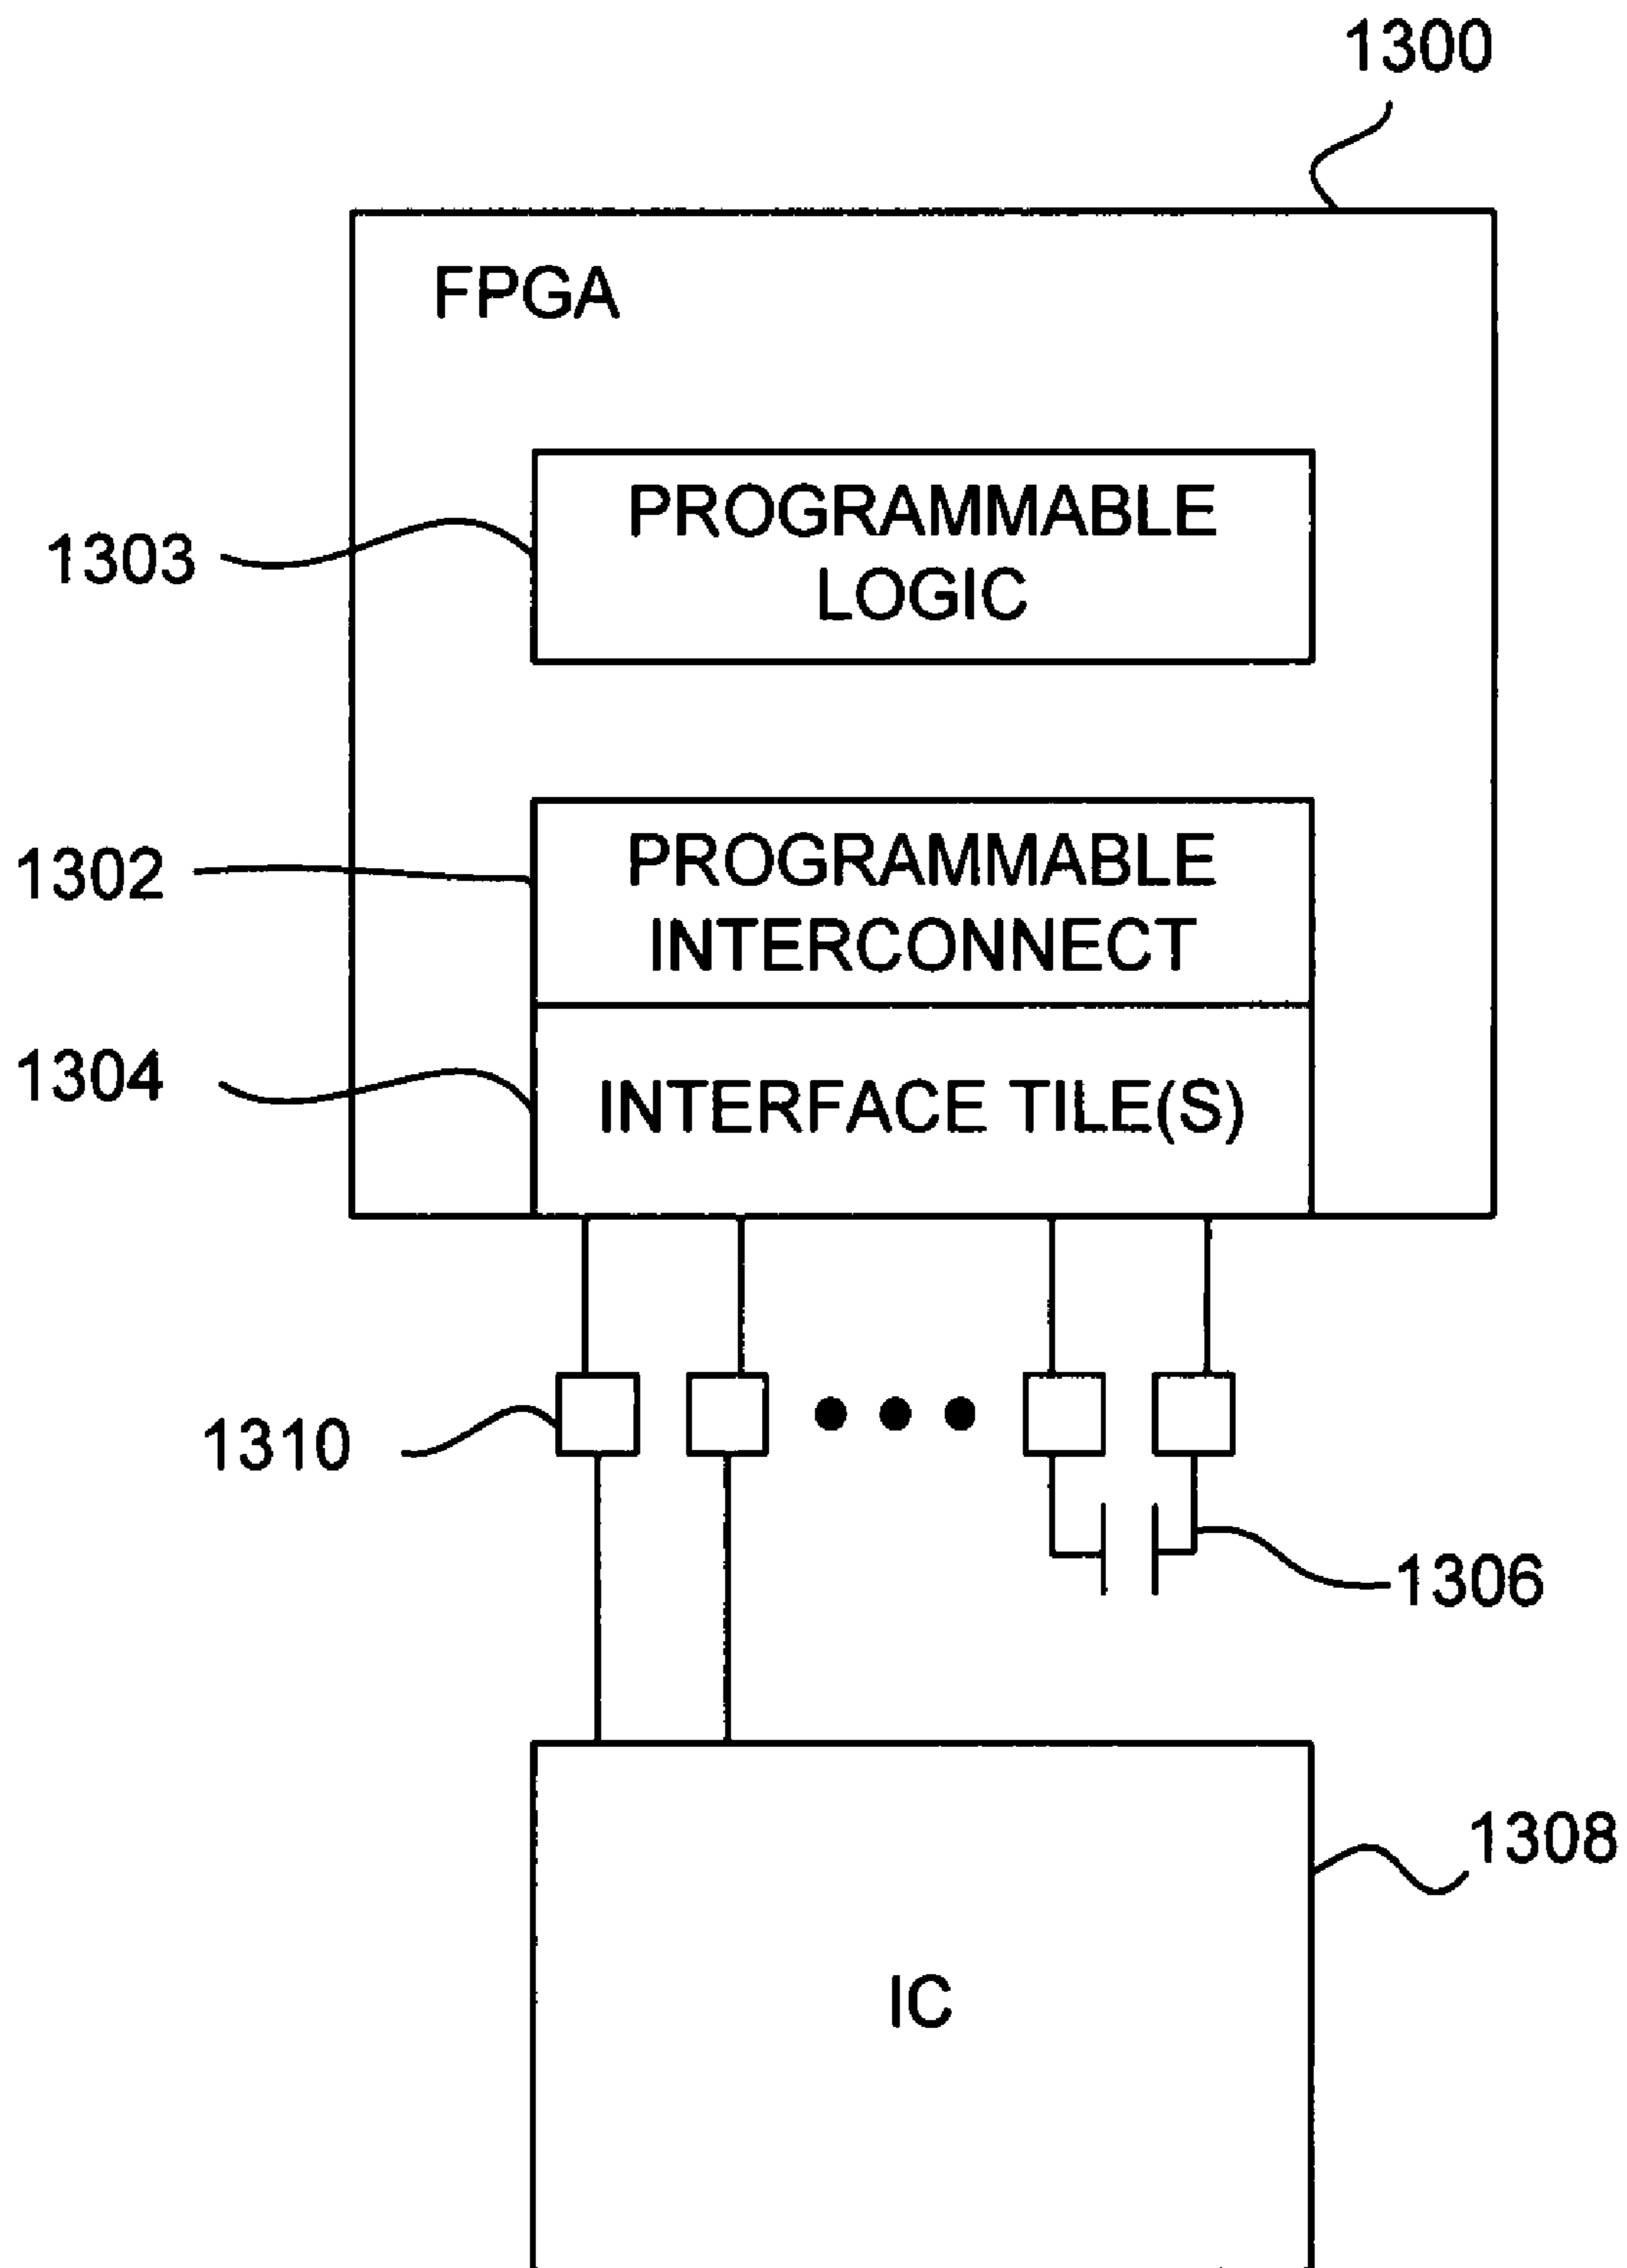 1300
FPGA
PROGRAMMABLE
LOGIC
1303
PROGRAMMABLE
INTERCONNECT
1302
INTERFACE TILE(S)
1304
1310
1306
1308
IC